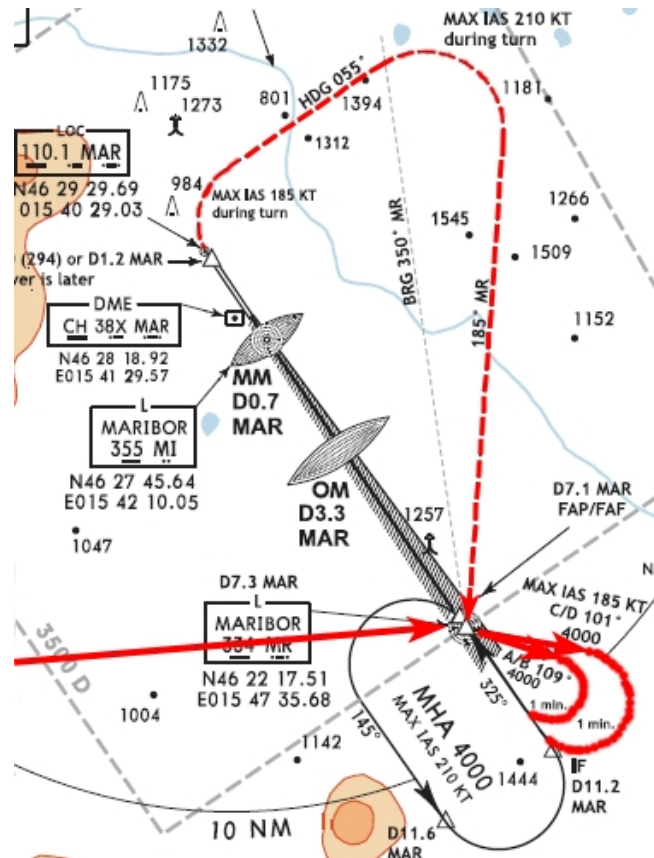 MAX IAS 210 KT
during turn
1332
HDG 055°
1175
1273
801
1394
1181
1312
LOC
110.1 MAR
N46 29 29.69
015 40 29.03
984
MAX IAS 185 KT
during turn
1266
1545
1509
BRG 350° MR
185° MR
(294) or D1.2 MAR
ver is later
DME
CH 38X MAR
N46 28 18.92
E015 41 29.57
1152
MM
D0.7
MAR
L
MARIBOR
355 MI
N46 27 45.64
E015 42 10.05
OM
D3.3
MAR
D7.1 MAR
FAP/FAF
1257
1047
D7.3 MAR
L
MARIBOR
334 MR
N46 22 17.51
E015 47 35.68
MAX IAS 185 KT
C/D 101°
4000
N
A/B 109°
4000
3500 D
1 min.
1 min.
325°
145°
MHA 4000
MAX IAS 210 KT
1004
1142
1444
IF
D11.2
MAR
10 NM
D11.6
MAR